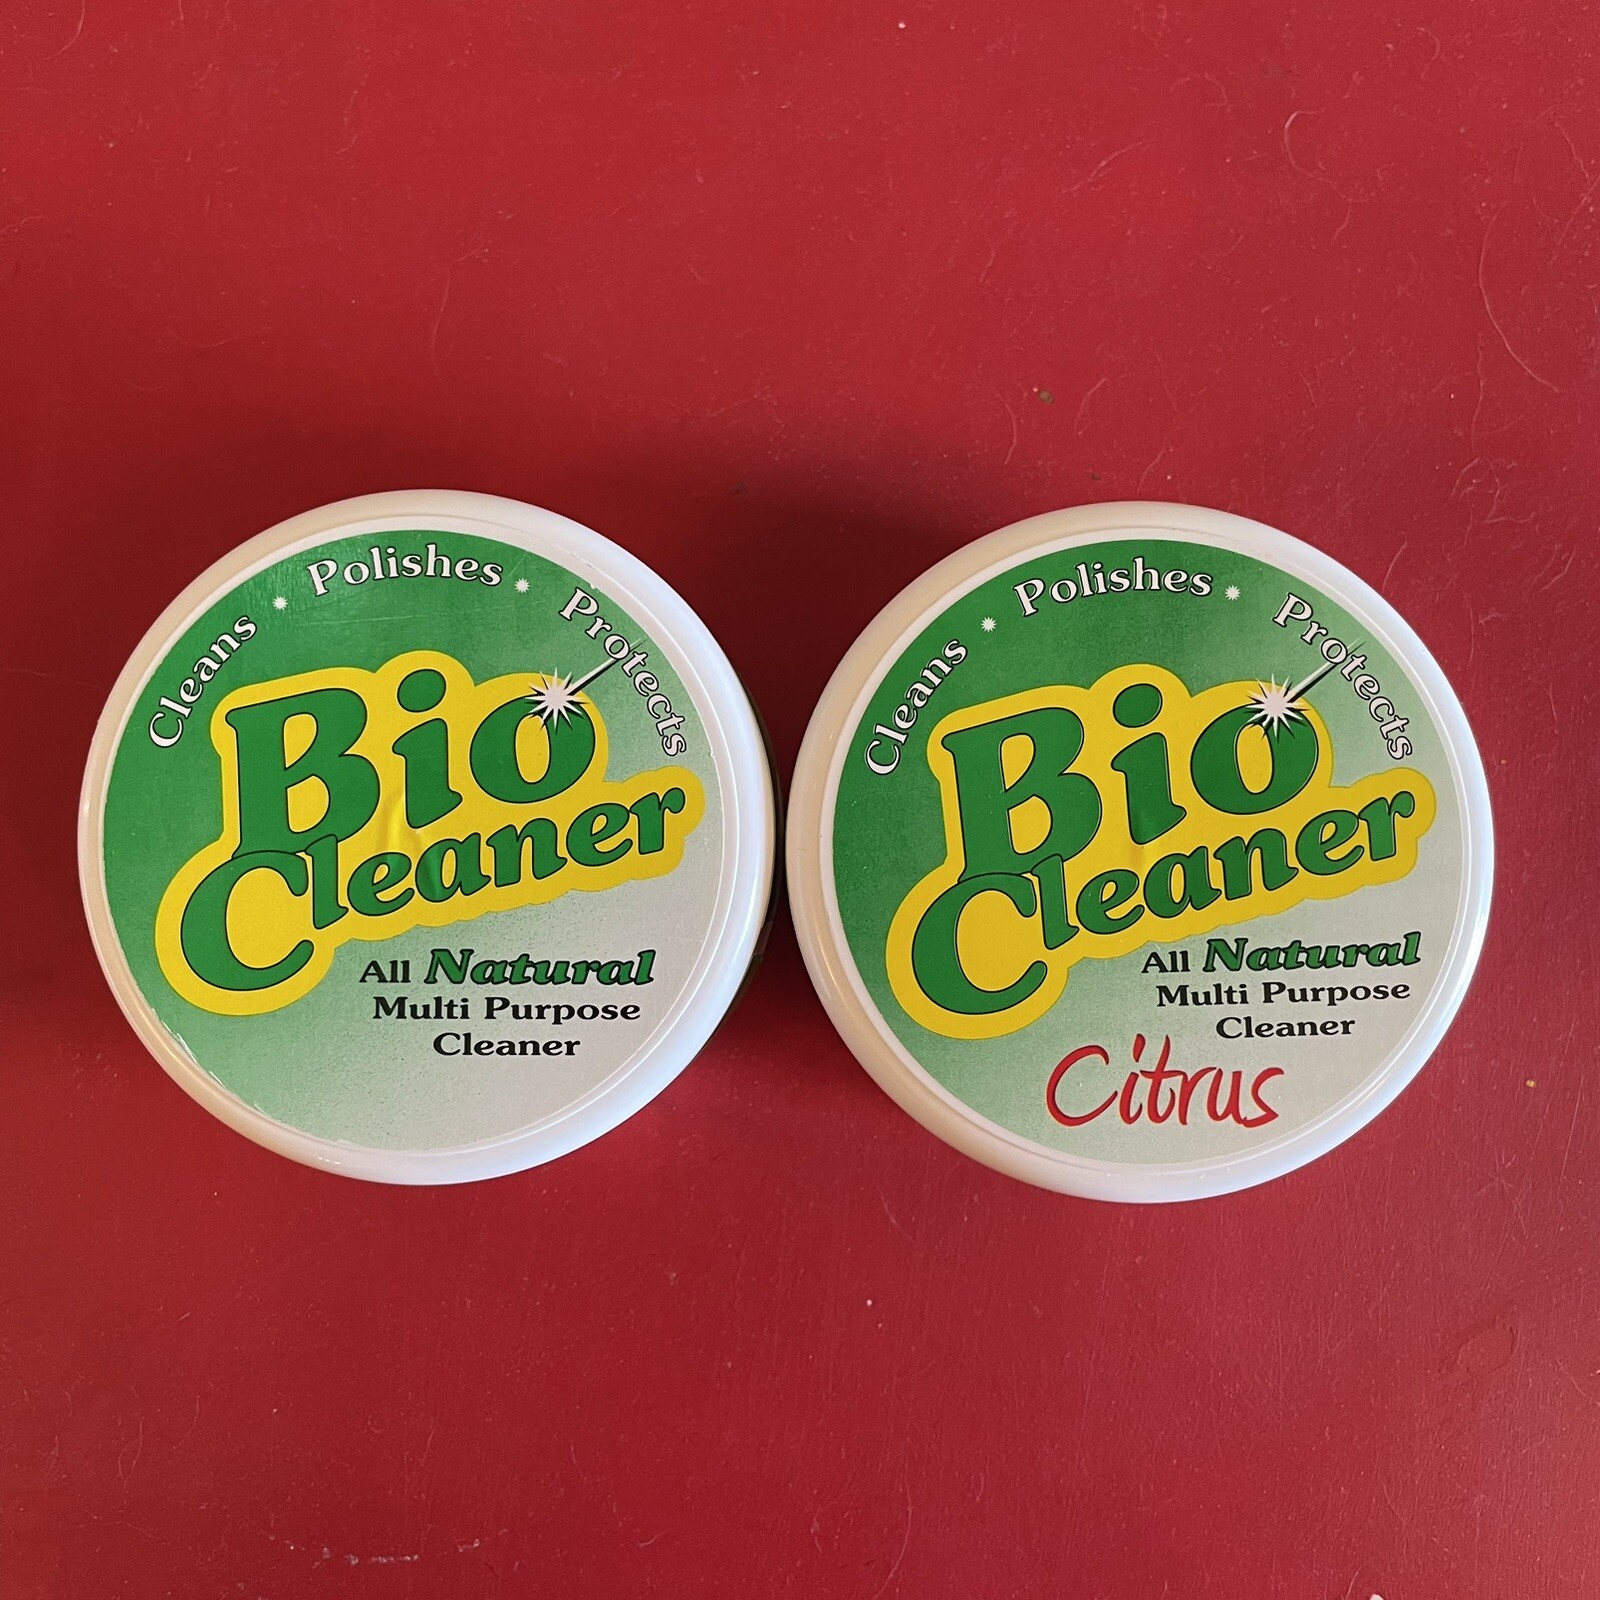 Cleans * Polishes * Protects
Bio
Cleaner
All Natural
Multi Purpose
Cleaner
Cleans * Polishes * Protects
Bio
Cleaner
All Natural
Multi Purpose
Cleaner
Citrus